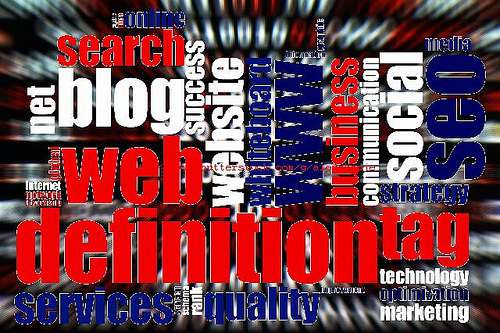 online
search
media
net
blog
success
website
www
business
communication
social
seo
web
internet
network
strategy
definition
tag
technology
services
rank
quality
optimization
marketing